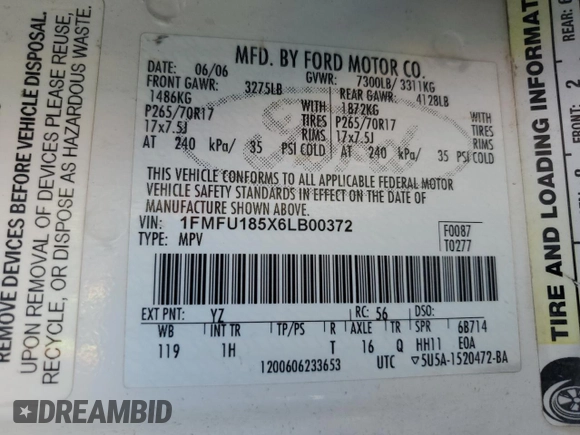 REMOVE DEVICES BEFORE VEHICLE DISPOSAL.
UPON REMOVAL OF DEVICES PLEASE REUSE,
RECYCLE, OR DISPOSE AS HAZARDOUS WASTE.
MFD. BY FORD MOTOR CO.
DATE: 06/06 GVWR: 7300LB/ 3311KG
FRONT GAWR: 3275LB REAR GAWR: 4128LB
1486KG WITH 1872KG WITH
P265/70R17 TIRES P265/70R17 TIRES
17x7.5J RIMS 17x7.5J RIMS
AT 240 kPa/ 35 PSI COLD AT 240 kPa/ 35 PSI COLD
Ford
THIS VEHICLE CONFORMS TO ALL APPLICABLE FEDERAL MOTOR
VEHICLE SAFETY STANDARDS IN EFFECT ON THE DATE OF
MANUFACTURE SHOWN ABOVE.
VIN: 1FMFU185X6LB00372 F0087
TYPE: MPV T0277
EXT PNT: YZ RC: 56 DSO:
WB INT TR TP/PS R AXLE TR SPR 6B714
119 1H T 16 Q HH11 E0A
1200606233653 UTC ▽5U5A-1520472-BA
TIRE AND LOADING INFORMAT
FRONT: 2
REAR:
DREAMBID